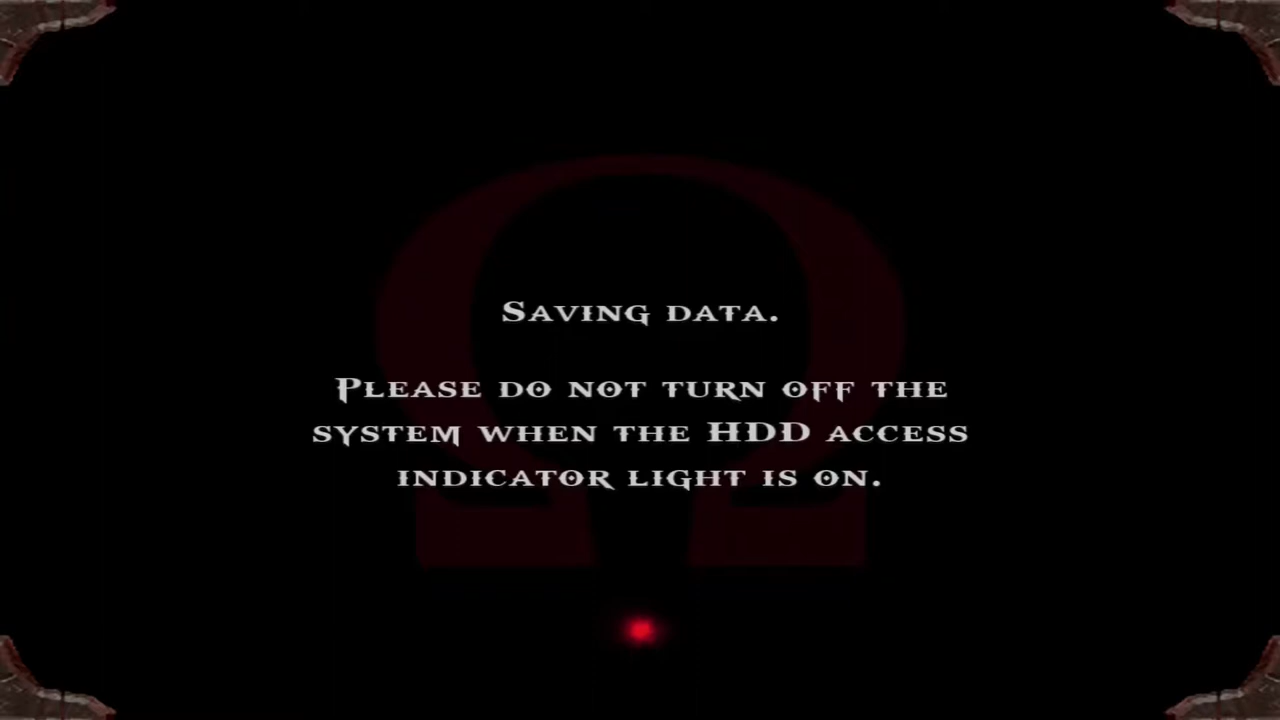 Saving data.
Please do not turn off the
system when the HDD access
indicator light is on.